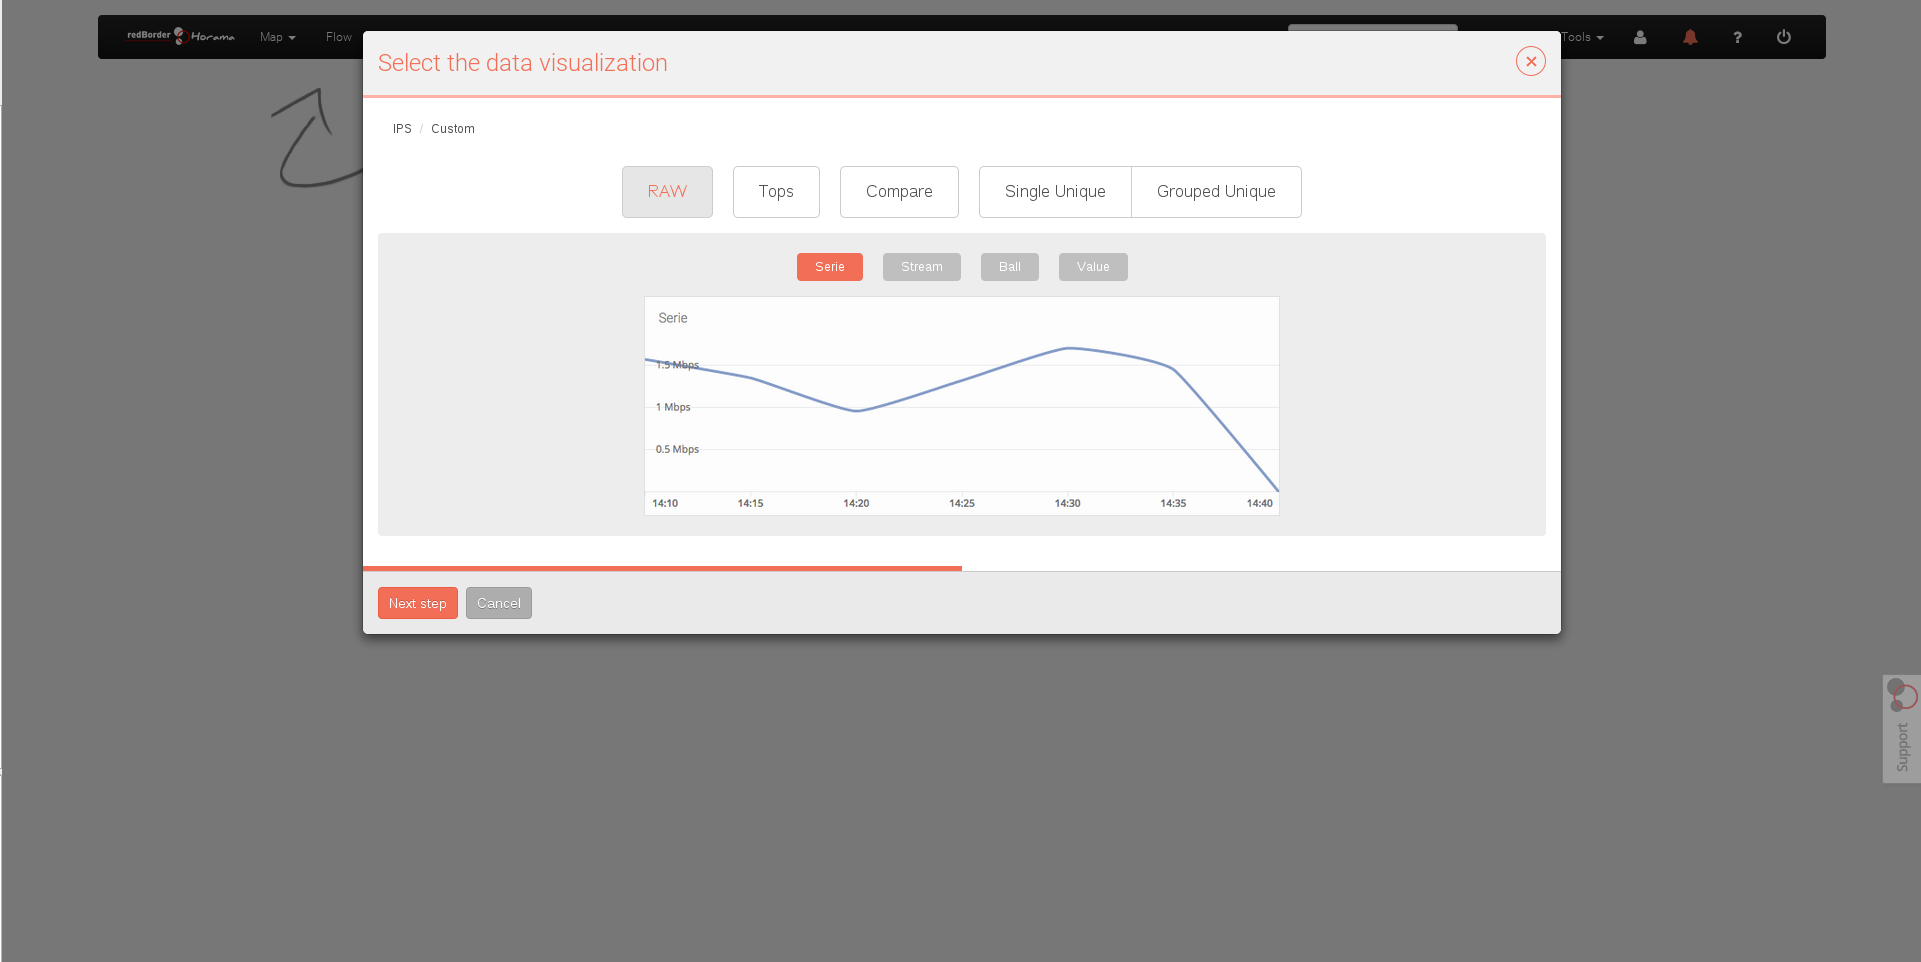 redBorder Horama Map Flow Tools ?
Select the data visualization
IPS / Custom
RAW Tops Compare Single Unique Grouped Unique
Serie Stream Ball Value
Serie
1.5 Mbps
1 Mbps
0.5 Mbps
14:10 14:15 14:20 14:25 14:30 14:35 14:40
Next step Cancel
Support